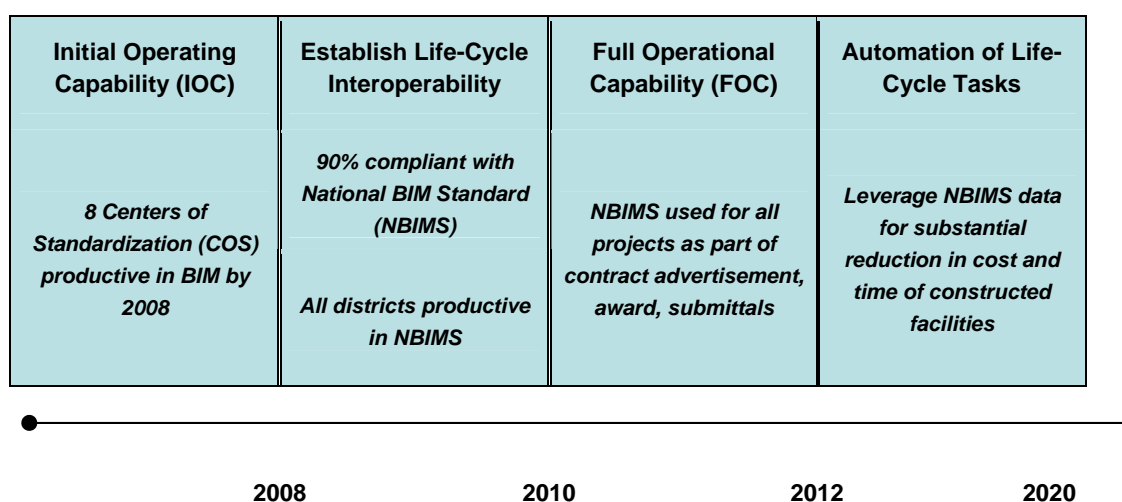 Initial Operating
Capability (IOC)
8 Centers of
Standardization (COS)
productive in BIM by
2008
Establish Life-Cycle
Interoperability
90% compliant with
National BIM Standard
(NBIMS)
All districts productive
in NBIMS
Full Operational
Capability (FOC)
NBIMS used for all
projects as part of
contract advertisement,
award, submittals
Automation of Life-
Cycle Tasks
Leverage NBIMS data
for substantial
reduction in cost and
time of constructed
facilities
2008
2010
2012
2020